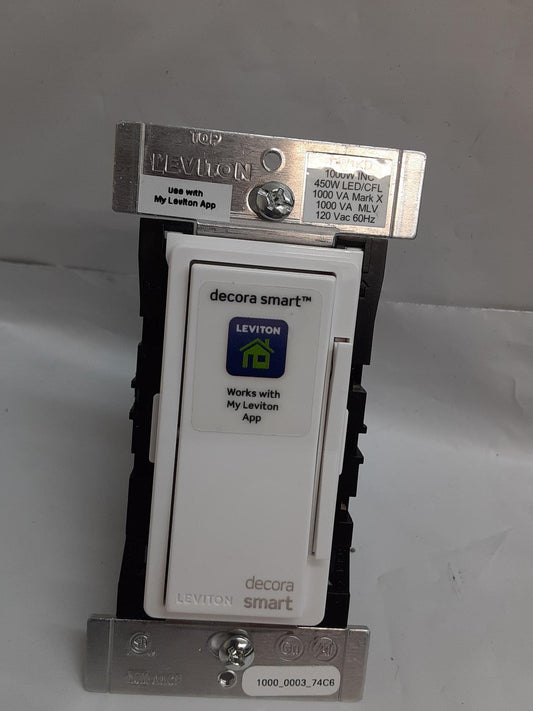 TOP
LEVITON
use with
My Leviton App
1000W INC
450W LED/CFL
1000 VA Mark X
1000 VA MLV
120 Vac 60Hz
decora smart™
LEVITON
Works with
My Leviton
App
LEVITON
decora
smart
1000_0003_74C6